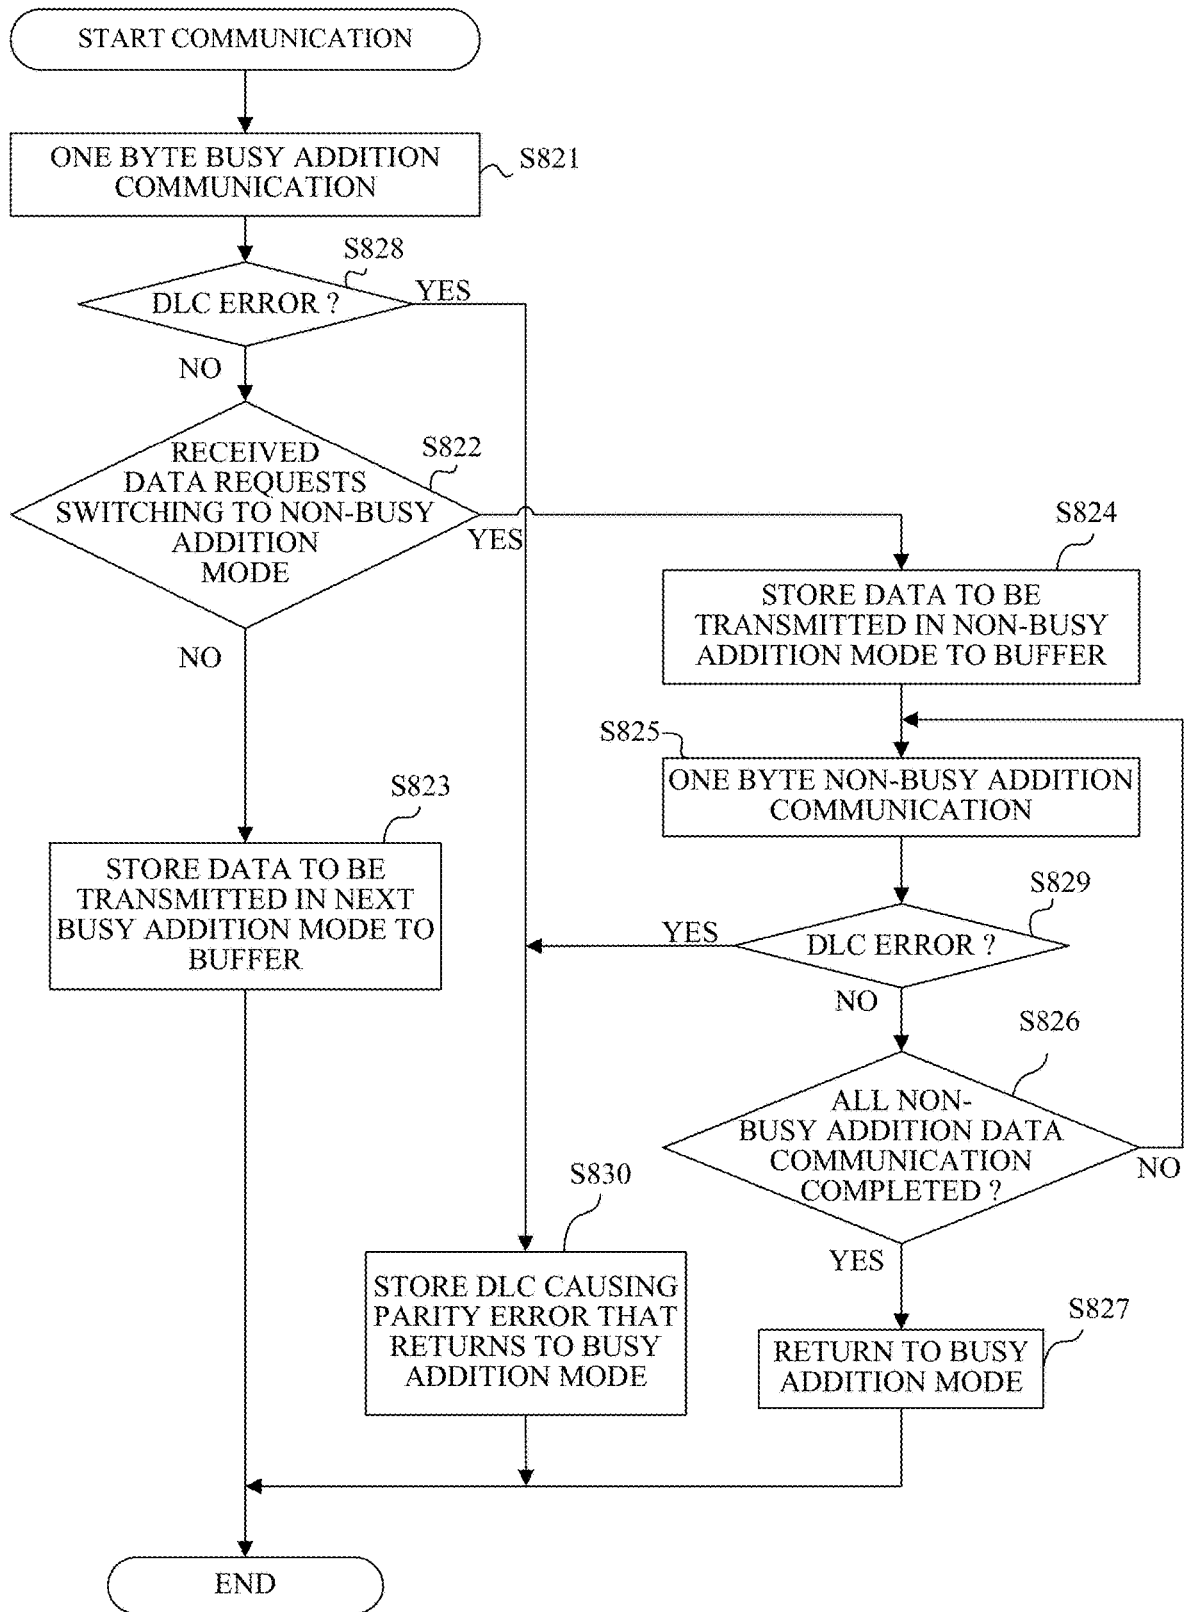 START COMMUNICATION
ONE BYTE BUSY ADDITION
COMMUNICATION
S821
S828
DLC ERROR ?
YES
NO
S822
RECEIVED
DATA REQUESTS
SWITCHING TO NON-BUSY
ADDITION
MODE
YES
NO
S824
STORE DATA TO BE
TRANSMITTED IN NON-BUSY
ADDITION MODE TO BUFFER
S825
ONE BYTE NON-BUSY ADDITION
COMMUNICATION
S823
STORE DATA TO BE
TRANSMITTED IN NEXT
BUSY ADDITION MODE TO
BUFFER
S829
YES
DLC ERROR ?
NO
S826
ALL NON-
BUSY ADDITION DATA
COMMUNICATION
COMPLETED ?
NO
YES
S830
STORE DLC CAUSING
PARITY ERROR THAT
RETURNS TO BUSY
ADDITION MODE
S827
RETURN TO BUSY
ADDITION MODE
END